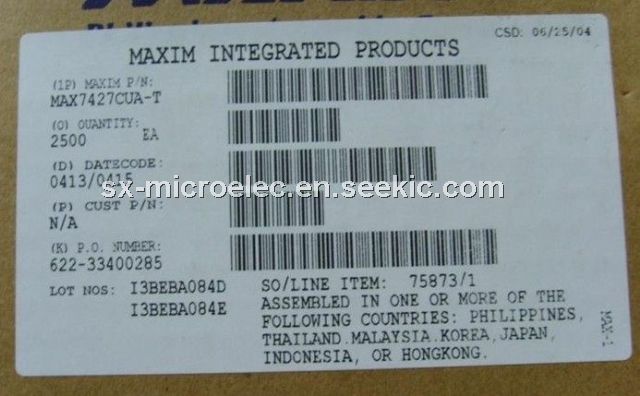 CSD: 06/25/04
MAXIM INTEGRATED PRODUCTS
(1P) MAXIM P/N:
MAX7427CUA-T
(Q) QUANTITY:
2500 EA
(D) DATECODE:
0413/0415
sx-microelec.en.seekic.com
(P) CUST P/N:
N/A
(K) P.O. NUMBER:
622-33400285
LOT NOS: I3BEBA084D
I3BEBA084E
SO/LINE ITEM: 75873/1
ASSEMBLED IN ONE OR MORE OF THE
FOLLOWING COUNTRIES: PHILIPPINES,
THAILAND.MALAYSIA.KOREA,JAPAN,
INDONESIA, OR HONGKONG.
MAX-1